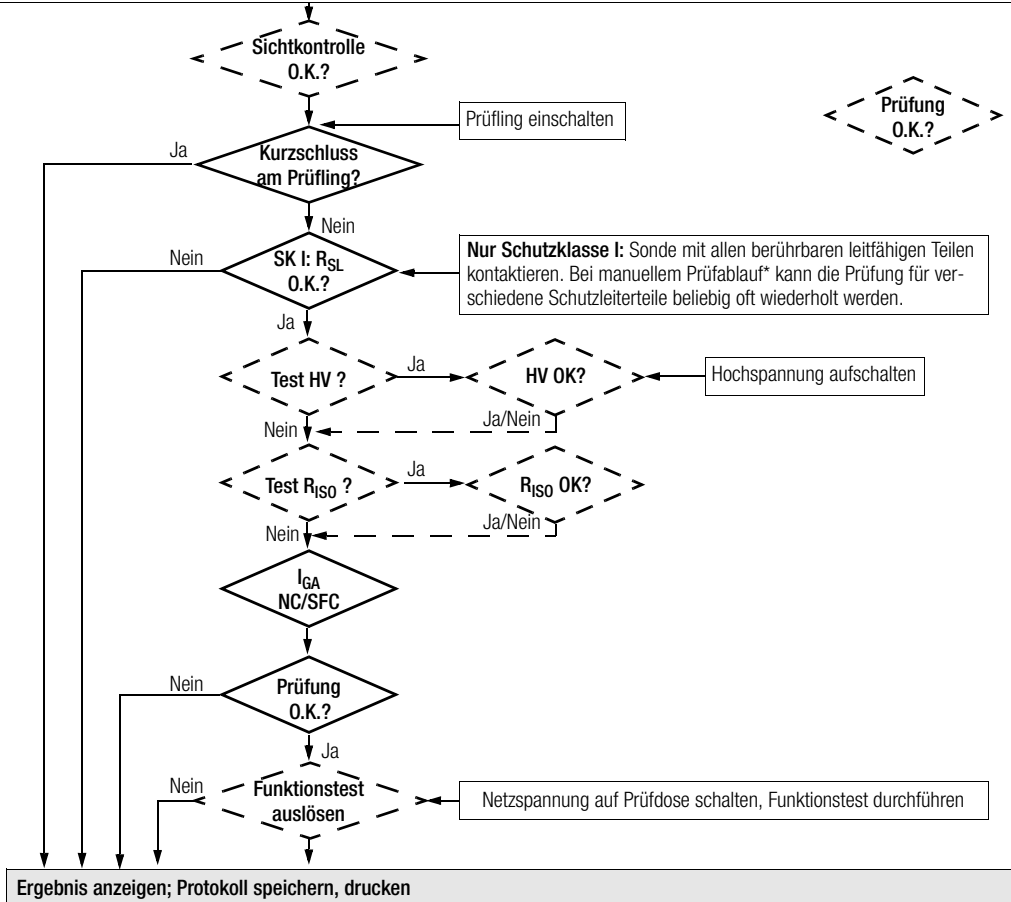 Sichtkontrolle
O.K.?
Prüfung
O.K.?
Prüfling einschalten
Ja
Kurzschluss
am Prüfling?
Nein
Nein
SK I: RSL
O.K.?
Nur Schutzklasse I: Sonde mit allen berührbaren leitfähigen Teilen
kontaktieren. Bei manuellem Prüfablauf* kann die Prüfung für ver-
schiedene Schutzleiterteile beliebig oft wiederholt werden.
Ja
Test HV ?
Ja
HV OK?
Hochspannung aufschalten
Nein
Ja/Nein
Test RISO ?
Ja
RISO OK?
Nein
Ja/Nein
IGA
NC/SFC
Nein
Prüfung
O.K.?
Ja
Nein
Funktionstest
auslösen
Netzspannung auf Prüfdose schalten, Funktionstest durchführen
Ergebnis anzeigen; Protokoll speichern, drucken